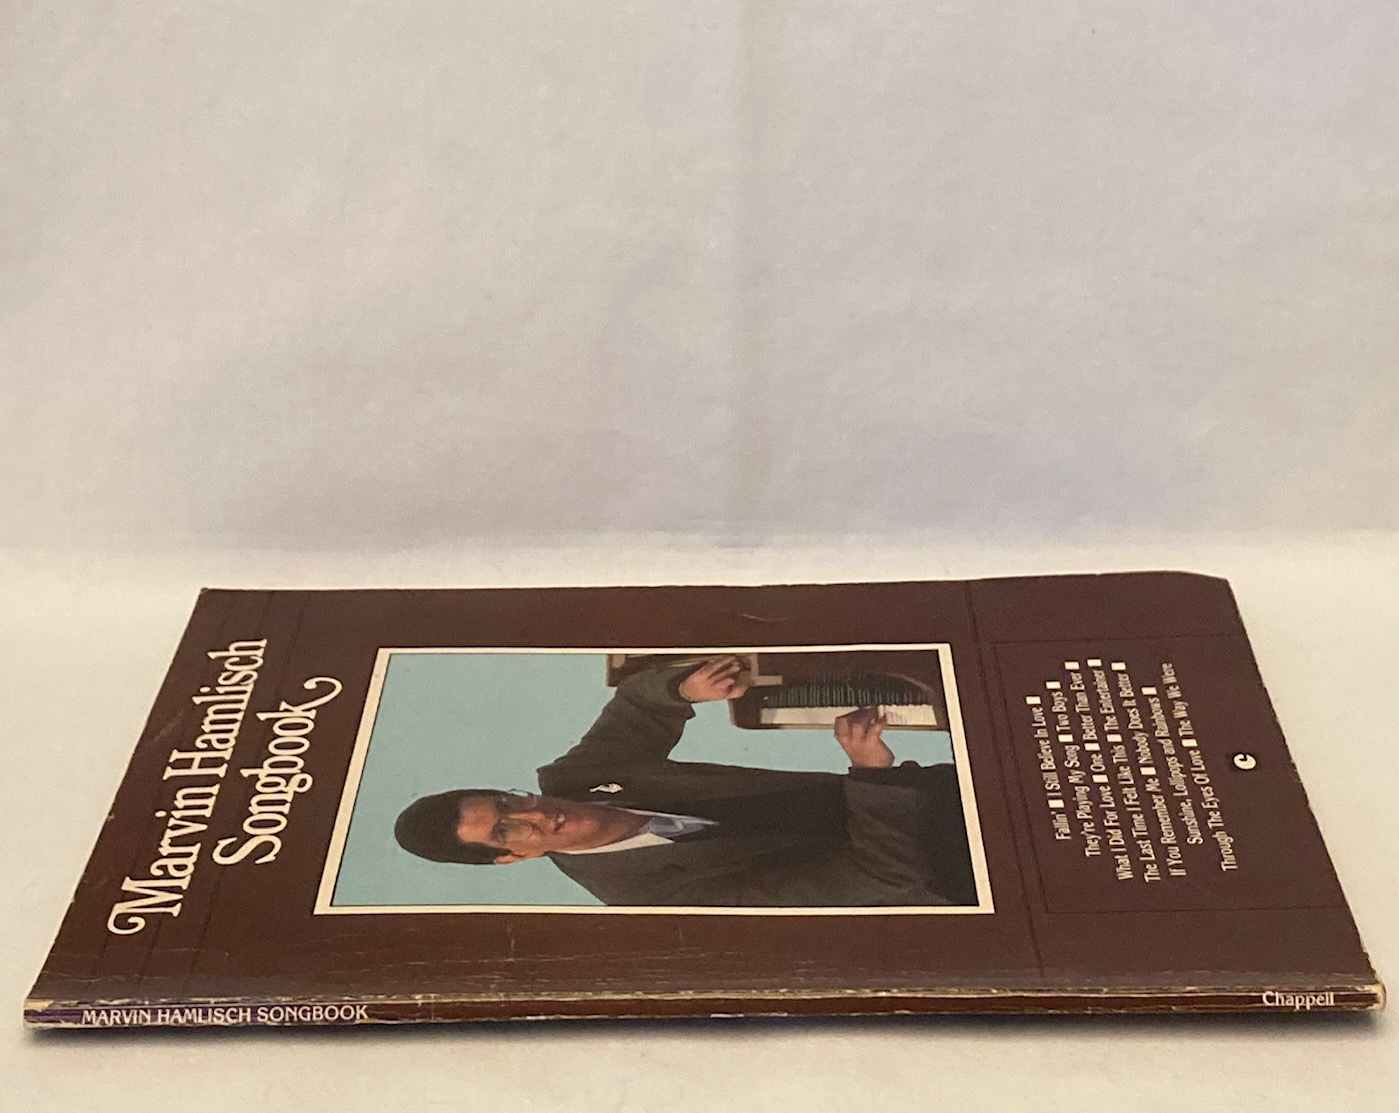 Marvin Hamlisch
Songbook
Fallin' ■ I Still Believe In Love ■
They're Playing My Song ■ Two Boys ■
What I Did For Love ■ One ■ Better Than Ever ■
The Last Time I Felt Like This ■ The Entertainer ■
If You Remember Me ■ Nobody Does It Better ■
Sunshine, Lollipops and Rainbows ■
Through The Eyes Of Love ■ The Way We Were
c
MARVIN HAMLISCH SONGBOOK
Chappell